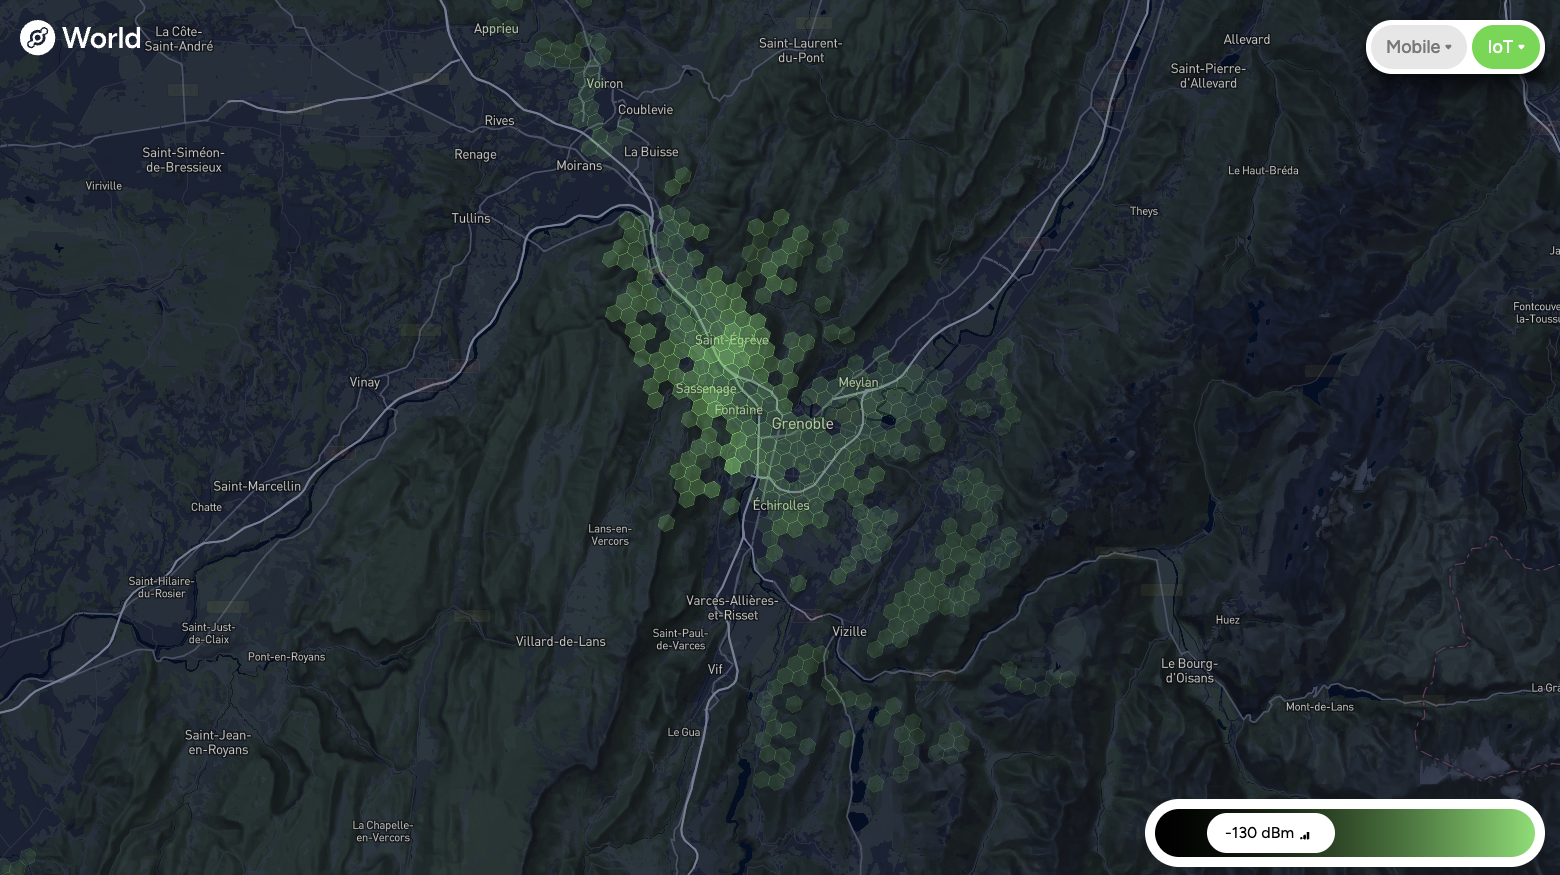 World
Mobile
IoT
La Côte-
Saint-André
Apprieu
Saint-Laurent-
du-Pont
Allevard
Saint-Pierre-
d'Allevard
Voiron
Coublevie
Rives
Renage
La Buisse
Moirans
Saint-Siméon-
de-Bressieux
Viriville
Le Haut-Bréda
Tullins
Theys
Fontcouve
la-Toussu
Saint-Egrève
Vinay
Sassenage
Meylan
Fontaine
Grenoble
Saint-Marcellin
Chatte
Échirolles
Lans-en-
Vercors
Saint-Hilaire-
du-Rosier
Varces-Allières-
et-Risset
Saint-Just-
de-Claix
Saint-Paul-
de-Varces
Vizille
Villard-de-Lans
Huez
Pont-en-Royans
Vif
Le Bourg-
d'Oisans
La Gra
Mont-de-Lans
Saint-Jean-
en-Royans
Le Gua
La Chapelle-
en-Vercors
-130 dBm